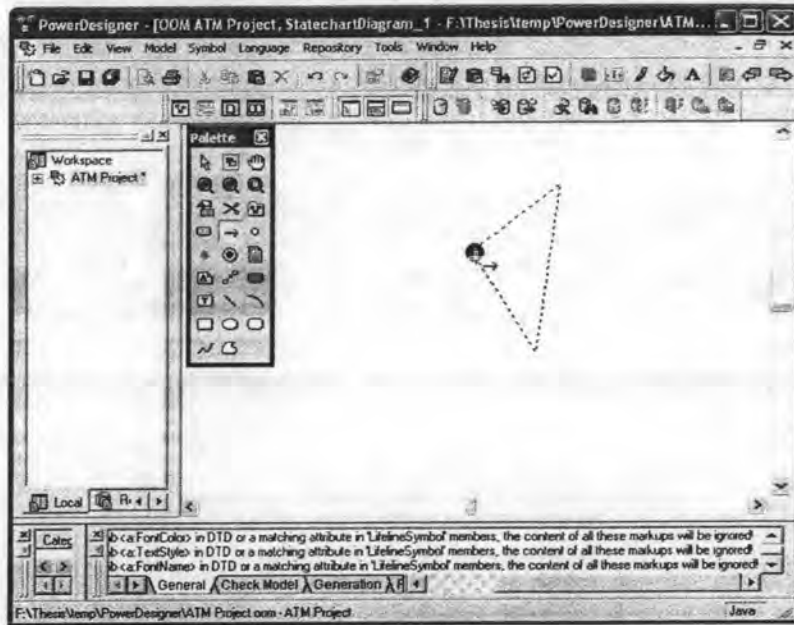 PowerDesigner - [OOM ATM Project, StatechartDiagram_1 - F:\Thesis\temp\PowerDesigner\ATM...
File Edit View Model Symbol Language Repository Tools Window Help
Palette
Workspace
ATM Project *
Local
Categ
b <a:FontColor> in DTD or a matching attribute in 'LifelineSymbol' members, the content of all these markups will be ignored!
b <a:TextStyle> in DTD or a matching attribute in 'LifelineSymbol' members, the content of all these markups will be ignored!
b <a:FontName> in DTD or a matching attribute in 'LifelineSymbol' members, the content of all these markups will be ignored!
General Check Model Generation
F:\Thesis\temp\PowerDesigner\ATM Project.oom - ATM Project
Java